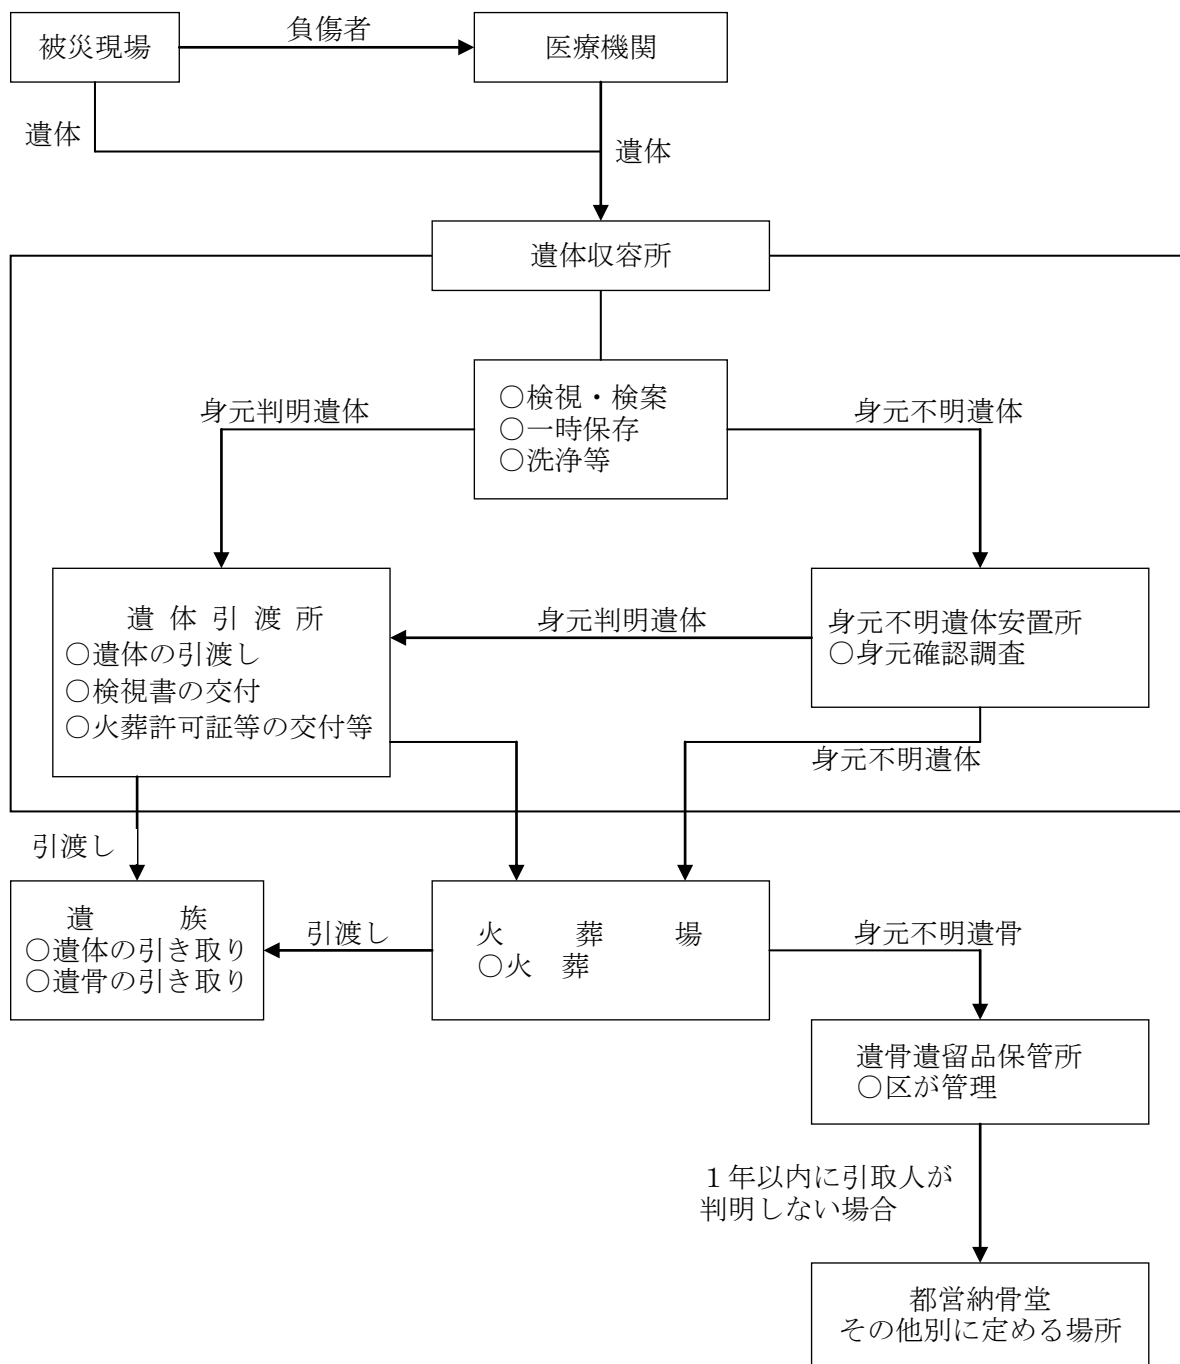 被災現場
負傷者
医療機関
遺体
遺体
遺体収容所
○検視・検案
○一時保存
○洗浄等
身元判明遺体
身元不明遺体
遺体引渡所
○遺体の引渡し
○検視書の交付
○火葬許可証等の交付等
身元判明遺体
身元不明遺体安置所
○身元確認調査
身元不明遺体
引渡し
遺　　　族
○遺体の引き取り
○遺骨の引き取り
引渡し
火　　葬　　場
○火　葬
身元不明遺骨
遺骨遺留品保管所
○区が管理
１年以内に引取人が
判明しない場合
都営納骨堂
その他別に定める場所